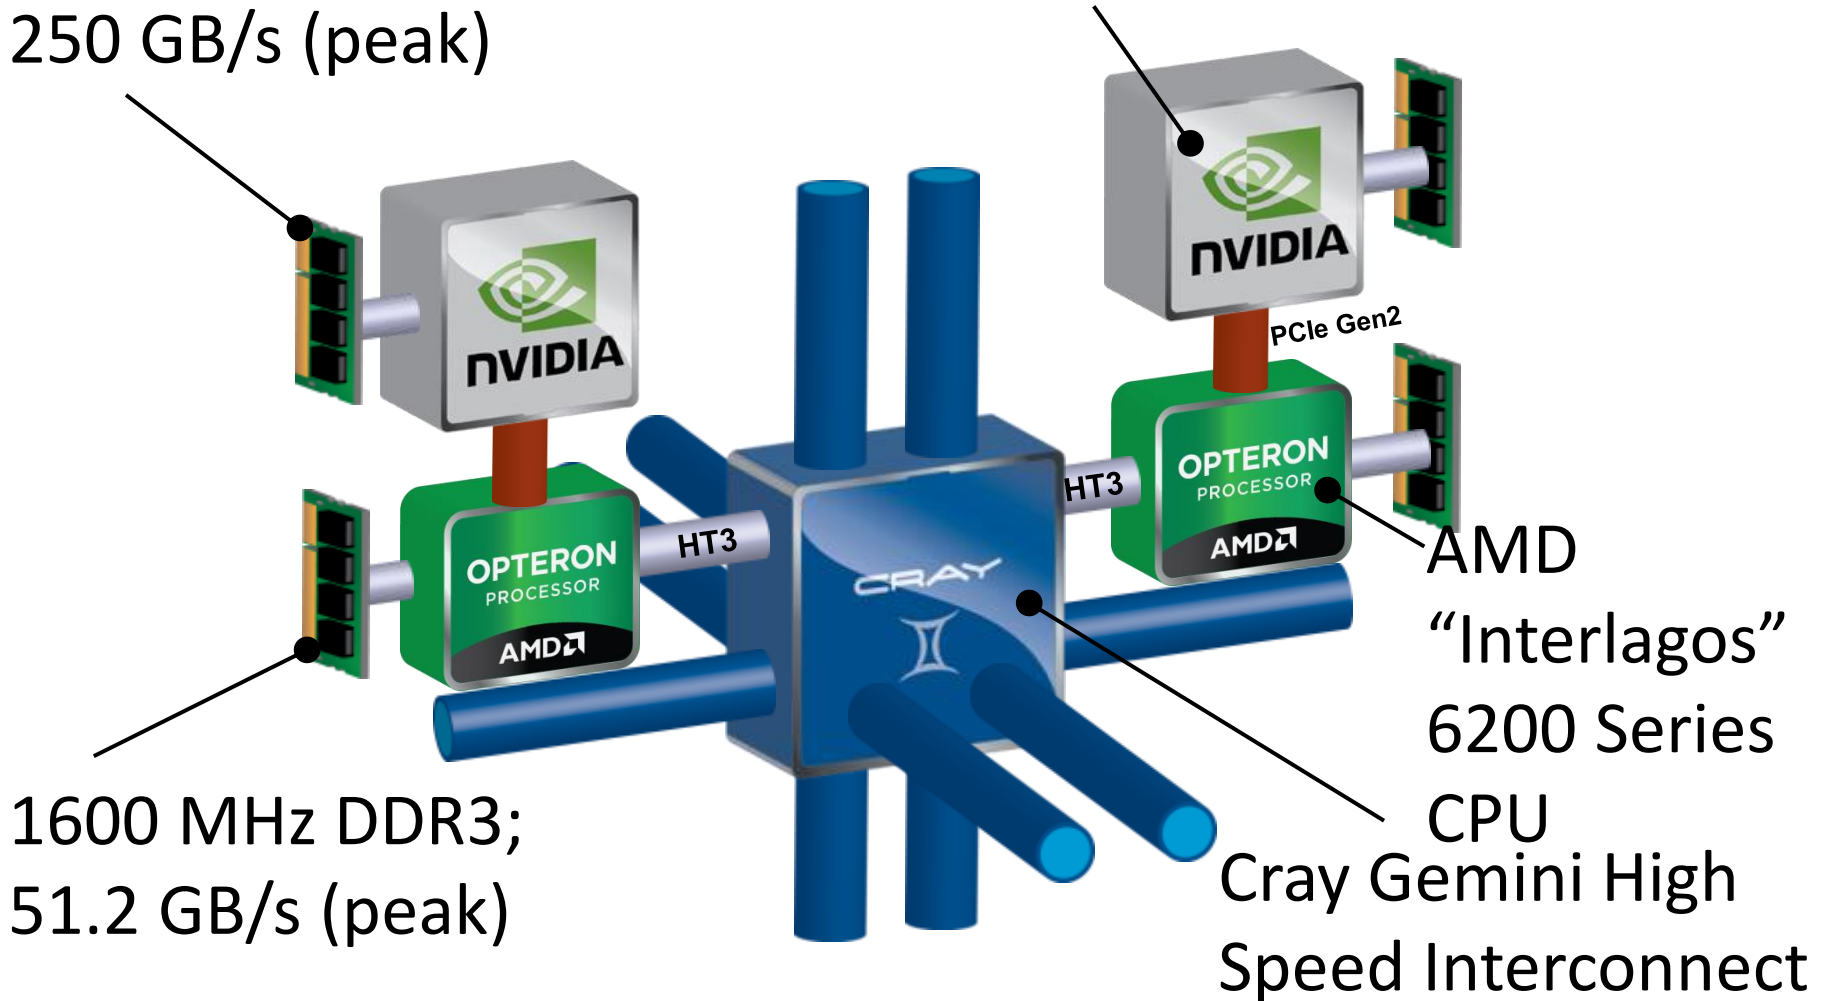 250 GB/s (peak)
NVIDIA
NVIDIA
PCIe Gen2
OPTERON
PROCESSOR
AMD
HT3
HT3
OPTERON
PROCESSOR
AMD
CRAY
AMD
“Interlagos”
6200 Series
CPU
1600 MHz DDR3;
51.2 GB/s (peak)
Cray Gemini High
Speed Interconnect